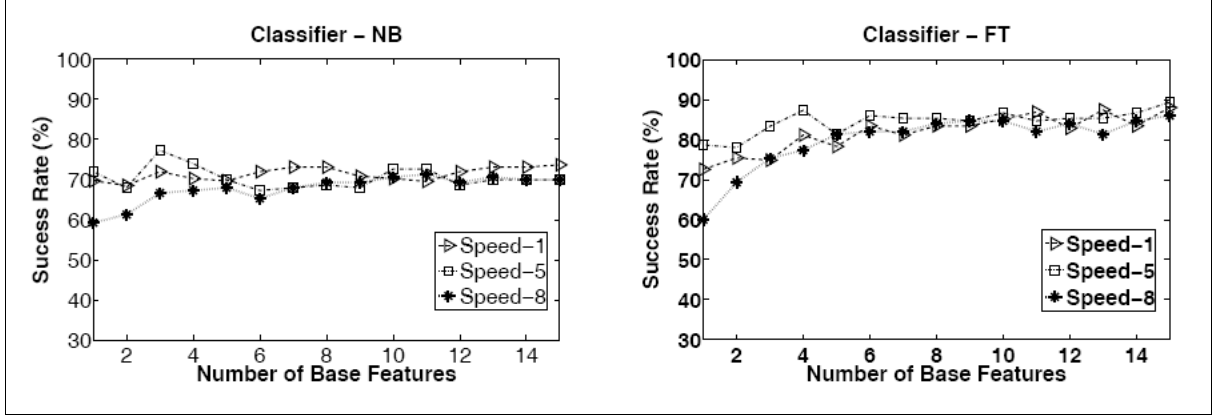 Classifier – NB
100
90
80
70
60
50
40
30
Sucess Rate (%)
Speed–1
Speed–5
Speed–8
2 4 6 8 10 12 14
Number of Base Features
Classifier – FT
100
90
80
70
60
50
40
30
Success Rate (%)
Speed–1
Speed–5
Speed–8
2 4 6 8 10 12 14
Number of Base Features